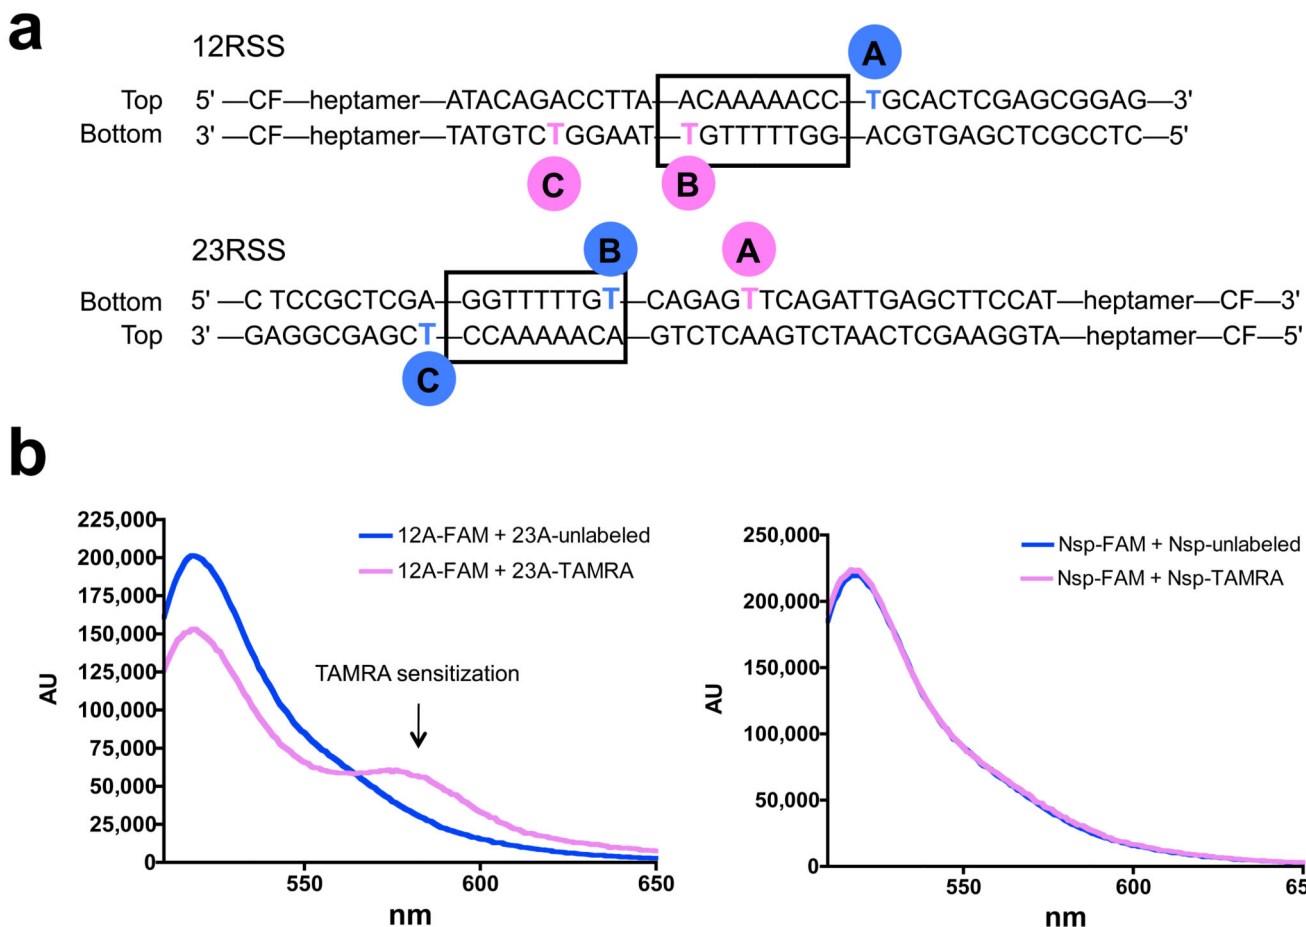 a
12RSS
A
Top 5' —CF—heptamer—ATACAGACCTTA—ACAAAAACC—TGCACTCGAGCGGAG—3'
Bottom 3' —CF—heptamer—TATGTCTGGAAT—TGTTTTTGG—ACGTGAGCTCGCCTC—5'
C B
23RSS
B A
Bottom 5' —C TCCGCTCGA—GGTTTTTGT—CAGAGTTCAGATTGAGCTTCCAT—heptamer—CF—3'
Top 3' —GAGGCGAGCT—CCAAAAACA—GTCTCAAGTCTAACTCGAAGGTA—heptamer—CF—5'
C
b
225,000
200,000
175,000
150,000
125,000
100,000
75,000
50,000
25,000
0
AU
12A-FAM + 23A-unlabeled
12A-FAM + 23A-TAMRA
TAMRA sensitization
550 600 650
nm
250,000
200,000
150,000
100,000
50,000
0
AU
Nsp-FAM + Nsp-unlabeled
Nsp-FAM + Nsp-TAMRA
550 600 65
nm